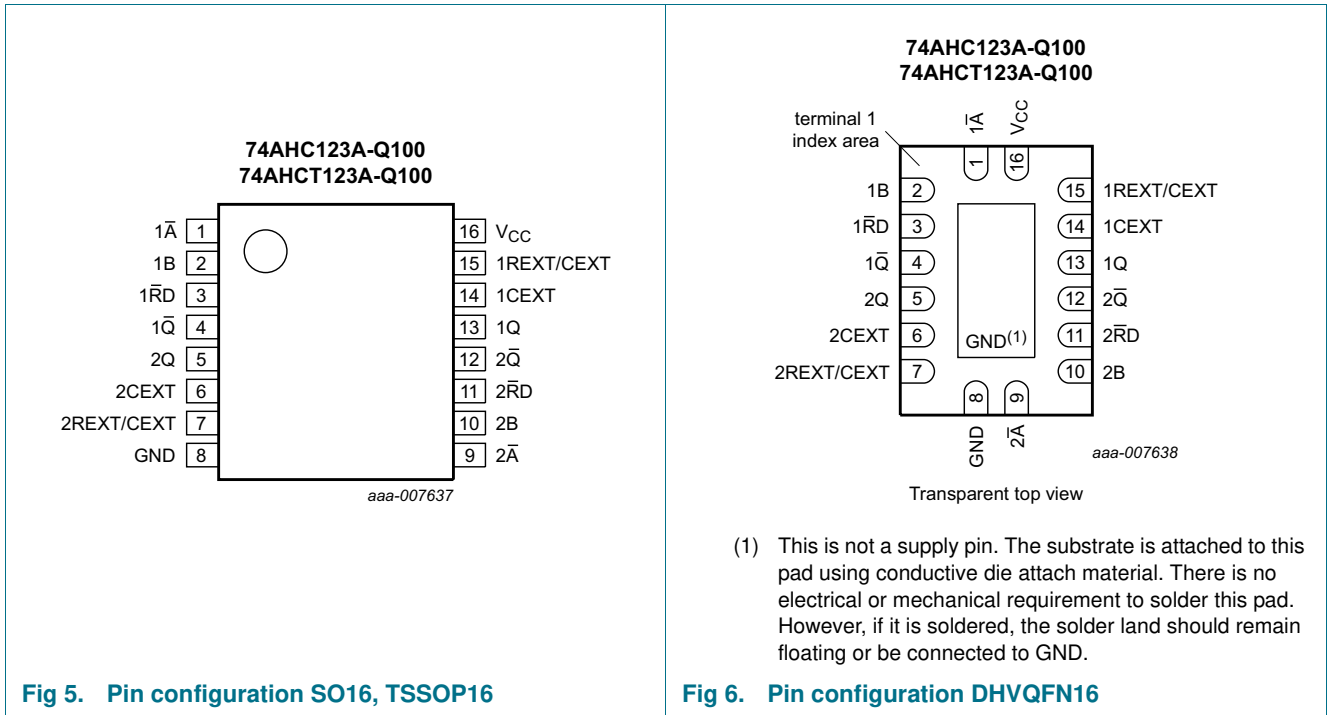 74AHC123A-Q100
74AHCT123A-Q100
1A̅ 1
1B 2
1R̅D 3
1Q̅ 4
2Q 5
2CEXT 6
2REXT/CEXT 7
GND 8
16 VCC
15 1REXT/CEXT
14 1CEXT
13 1Q
12 2Q̅
11 2R̅D
10 2B
9 2A̅
aaa-007637
Fig 5. Pin configuration SO16, TSSOP16
74AHC123A-Q100
74AHCT123A-Q100
terminal 1
index area
1A̅
VCC
1
16
1B 2
1R̅D 3
1Q̅ 4
2Q 5
2CEXT 6
2REXT/CEXT 7
15 1REXT/CEXT
14 1CEXT
13 1Q
12 2Q̅
11 2R̅D
10 2B
GND(1)
8
9
GND
2A̅
aaa-007638
Transparent top view
(1) This is not a supply pin. The substrate is attached to this
pad using conductive die attach material. There is no
electrical or mechanical requirement to solder this pad.
However, if it is soldered, the solder land should remain
floating or be connected to GND.
Fig 6. Pin configuration DHVQFN16